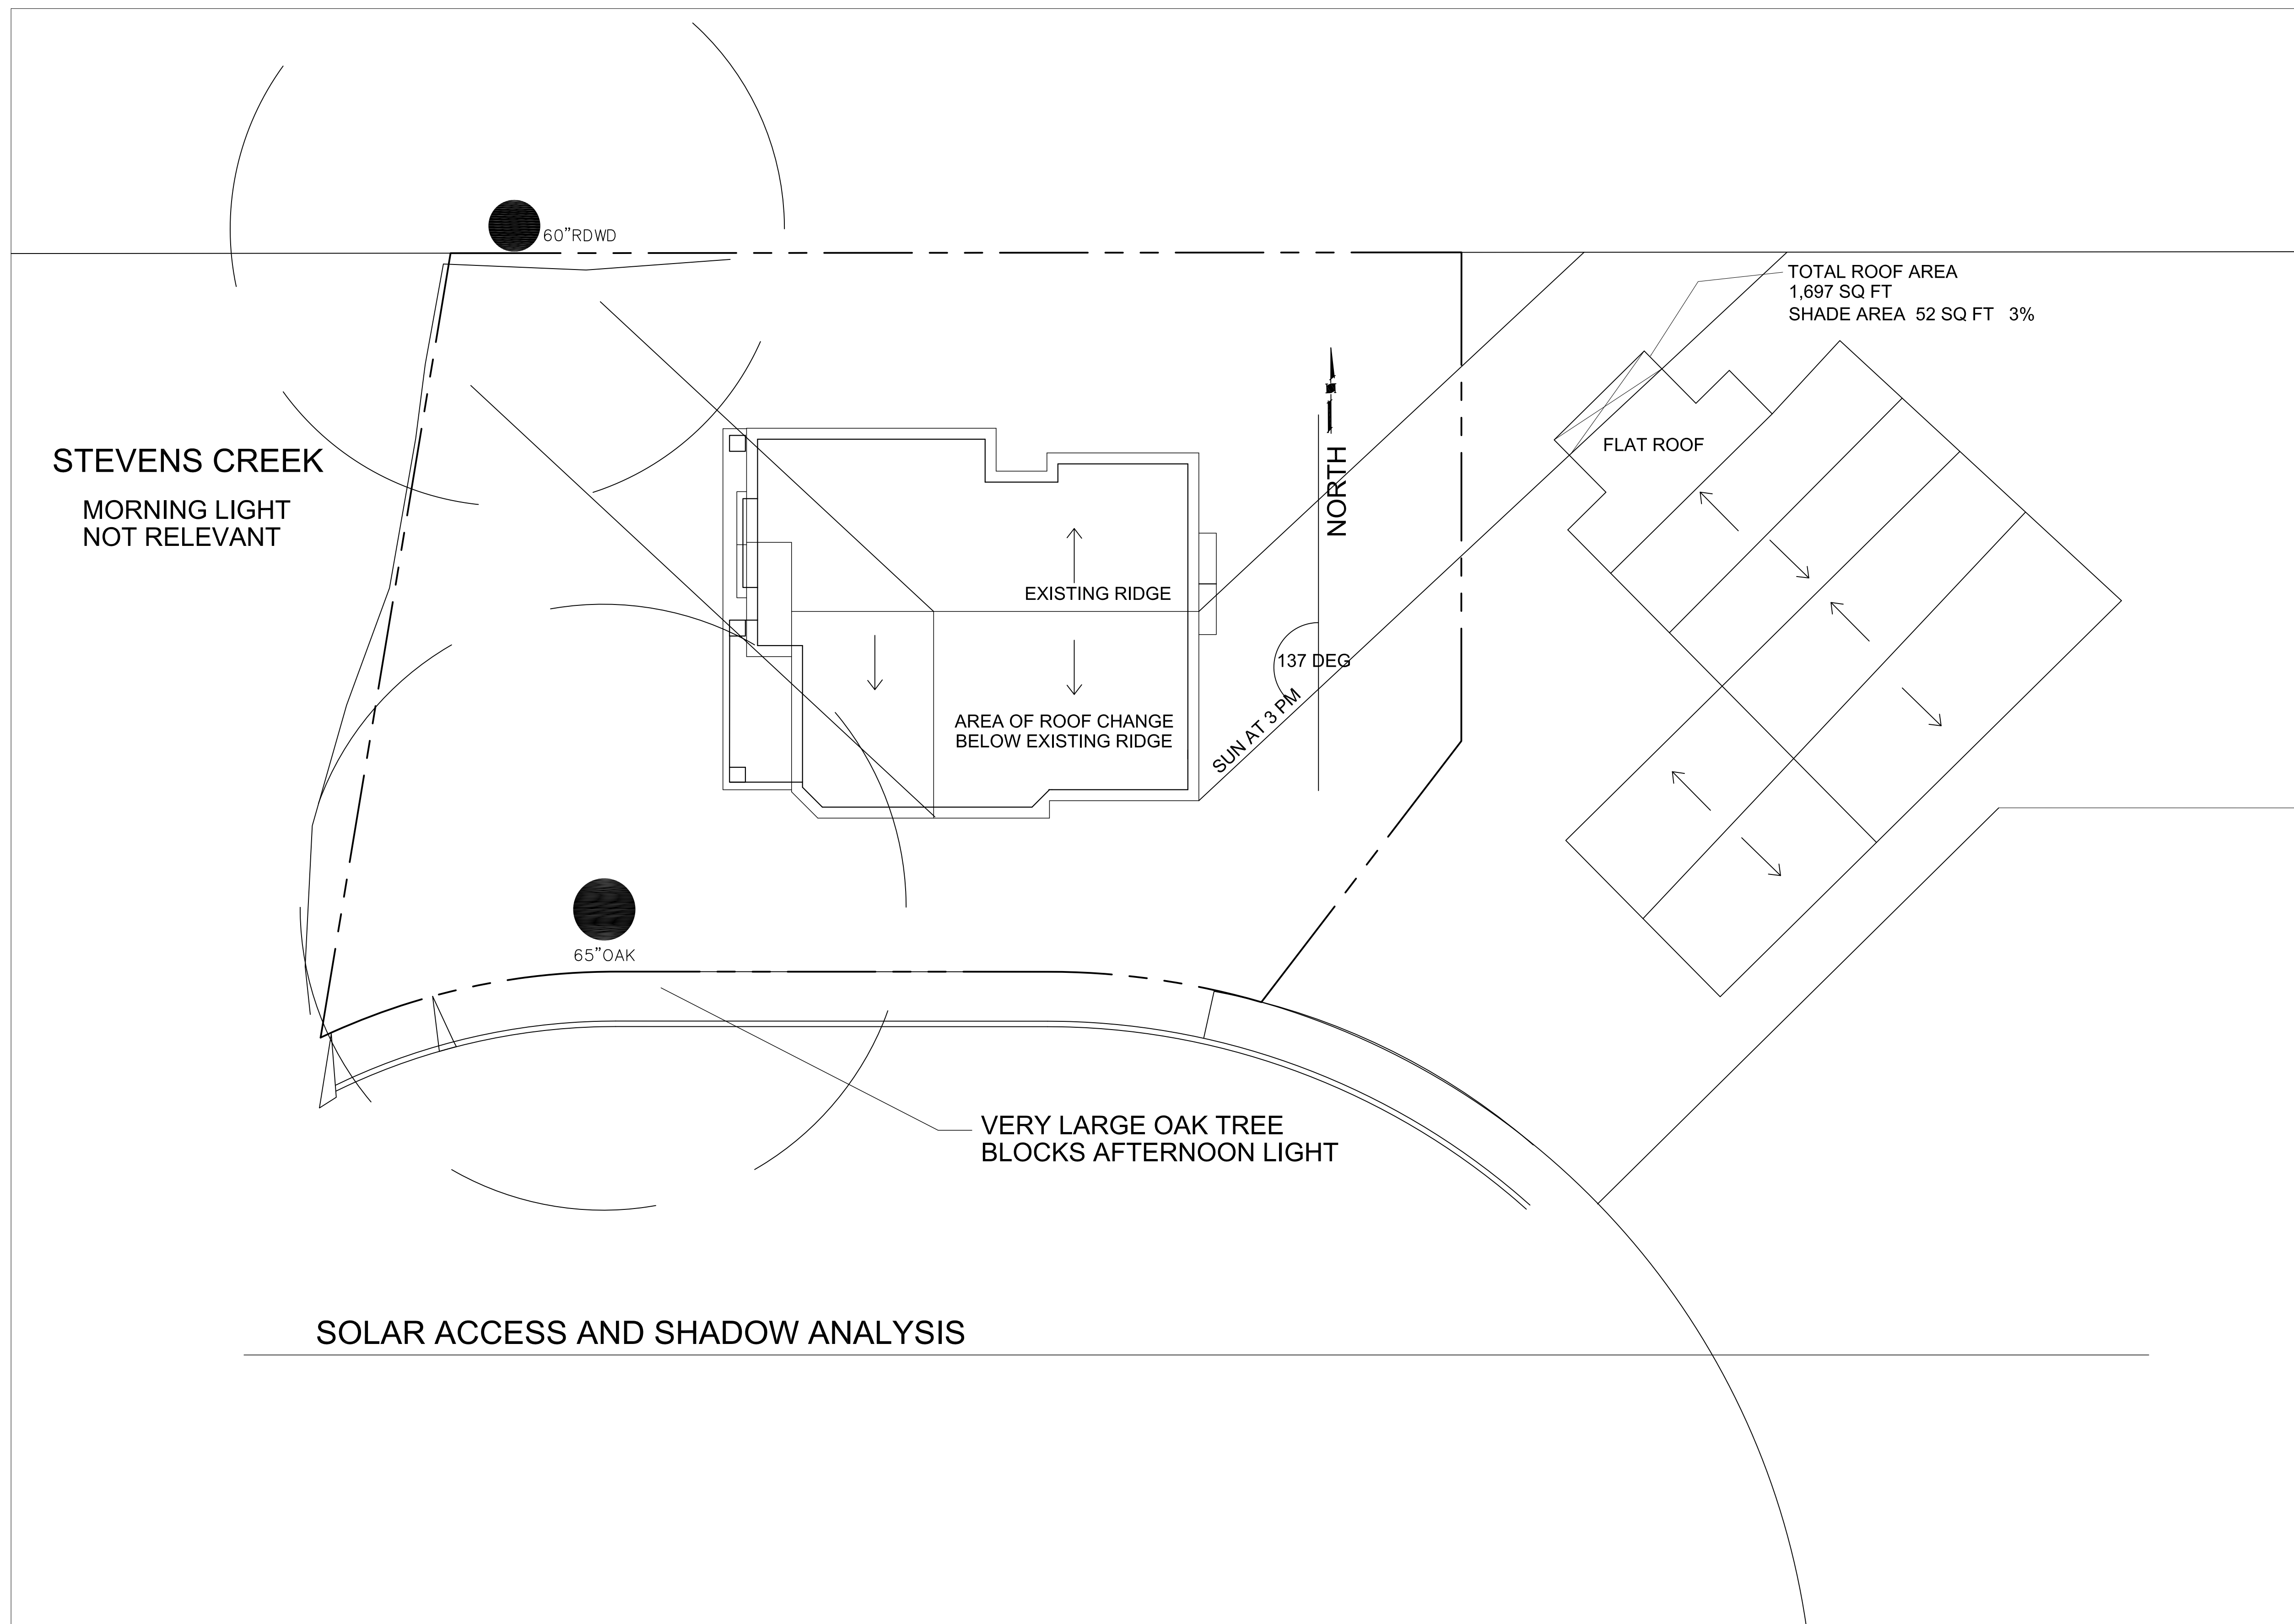 60”RDWD
TOTAL ROOF AREA
1,697 SQ FT
SHADE AREA 52 SQ FT 3%
FLAT ROOF
STEVENS CREEK
MORNING LIGHT
NOT RELEVANT
NORTH
EXISTING RIDGE
137 DEG
SUN AT 3 PM
AREA OF ROOF CHANGE
BELOW EXISTING RIDGE
65”OAK
VERY LARGE OAK TREE
BLOCKS AFTERNOON LIGHT
SOLAR ACCESS AND SHADOW ANALYSIS